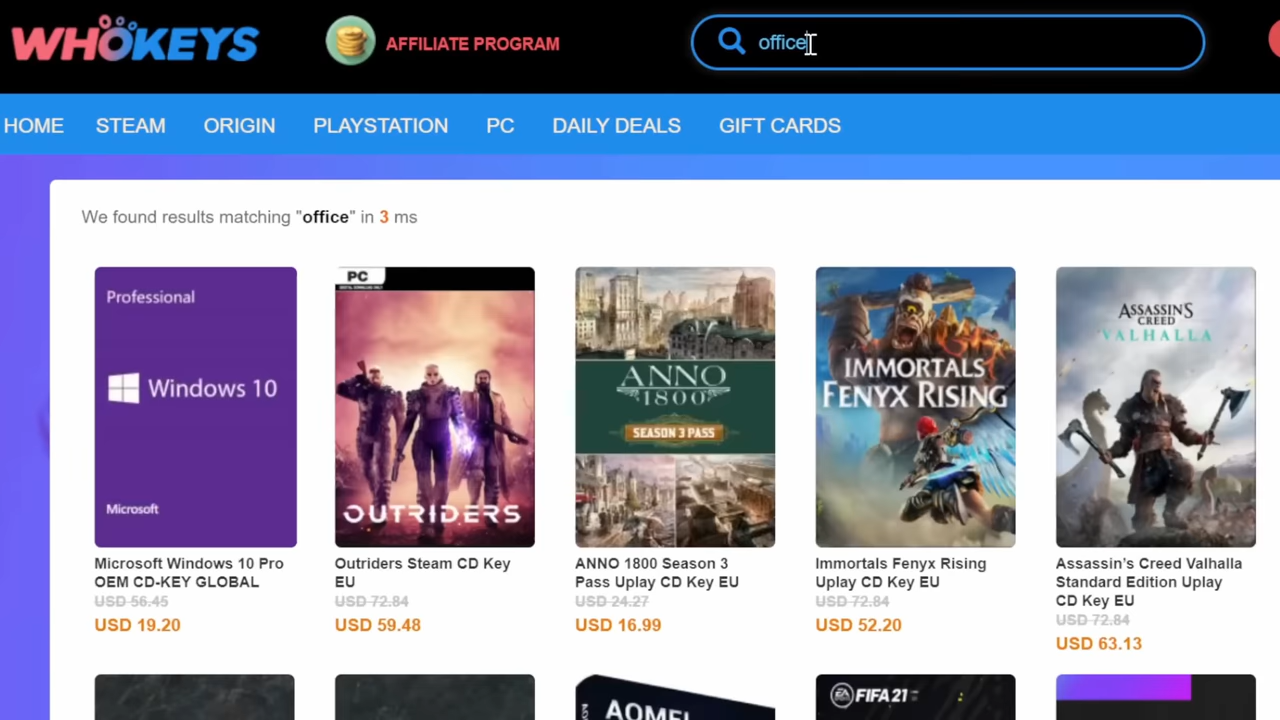 WHOKEYS
AFFILIATE PROGRAM
office
HOME STEAM ORIGIN PLAYSTATION PC DAILY DEALS GIFT CARDS
We found results matching "office" in 3 ms
Professional
Windows 10
Microsoft
PC
OUTRIDERS
ANNO
1800
SEASON 3 PASS
IMMORTALS
FENYX RISING
ASSASSIN'S
CREED
VALHALLA
Microsoft Windows 10 Pro
OEM CD-KEY GLOBAL
USD 56.45
USD 19.20
Outriders Steam CD Key
EU
USD 72.84
USD 59.48
ANNO 1800 Season 3
Pass Uplay CD Key EU
USD 24.27
USD 16.99
Immortals Fenyx Rising
Uplay CD Key EU
USD 72.84
USD 52.20
Assassin's Creed Valhalla
Standard Edition Uplay
CD Key EU
USD 72.84
USD 63.13
AOMEI
EA SPORTS
FIFA 21